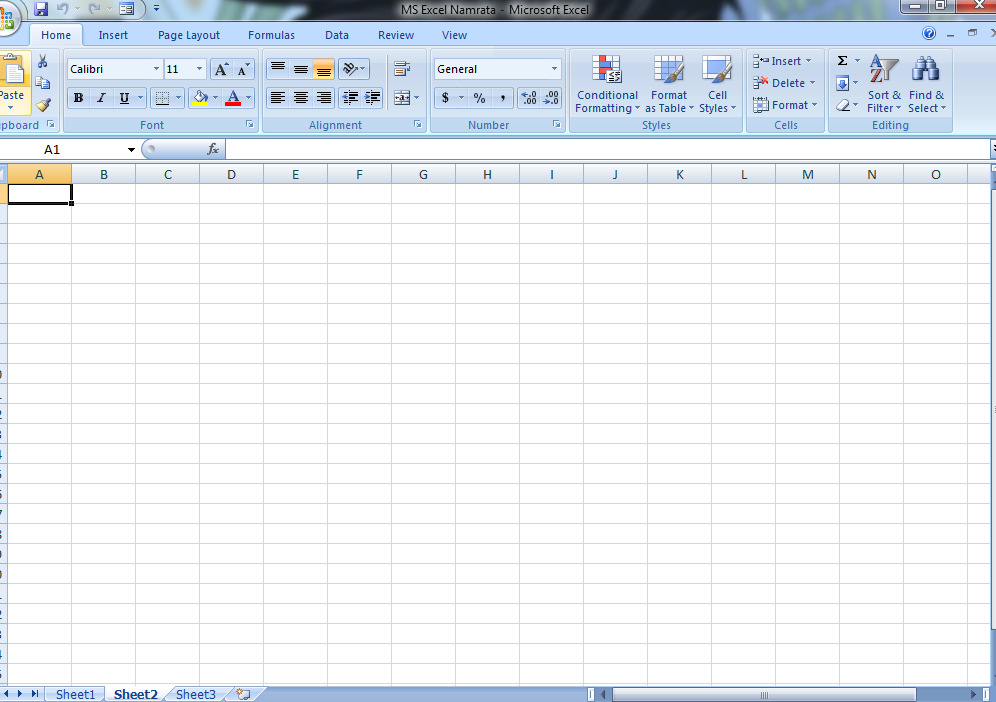 MS Excel Namrata - Microsoft Excel
Home Insert Page Layout Formulas Data Review View
Calibri 11 A A General Insert Σ
Paste Delete
B I U A $ % , Conditional Formatting Format as Table Cell Styles Format Sort & Filter Find & Select
pboard Font Alignment Number Styles Cells Editing
A1 fx
A B C D E F G H I J K L M N O
Sheet1 Sheet2 Sheet3